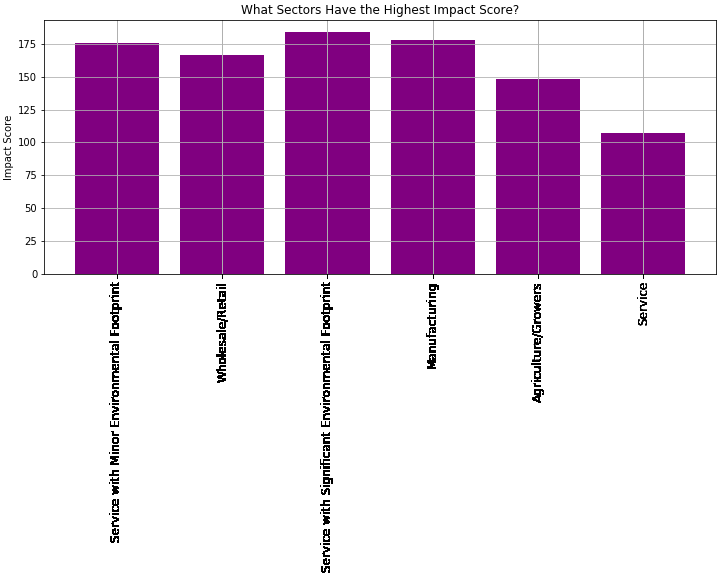 What Sectors Have the Highest Impact Score?
Impact Score
175
150
125
100
75
50
25
0
Service with Minor Environmental Footprint
Wholesale/Retail
Service with Significant Environmental Footprint
Manufacturing
Agriculture/Growers
Service